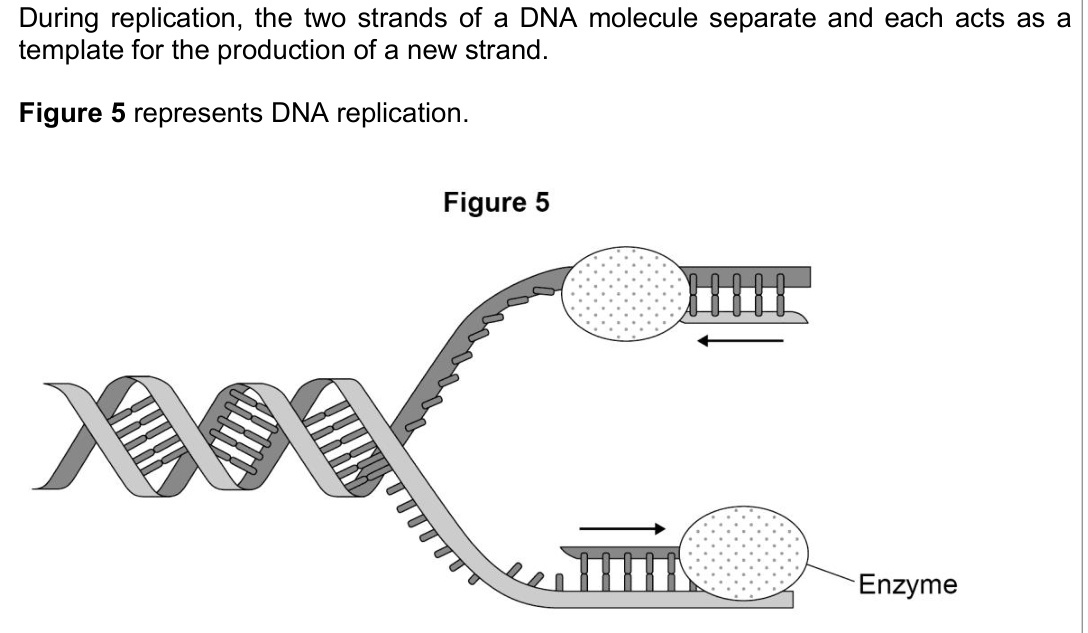 During replication, the two strands of a DNA molecule separate and each acts as a
template for the production of a new strand.
Figure 5 represents DNA replication.
Figure 5
Enzyme